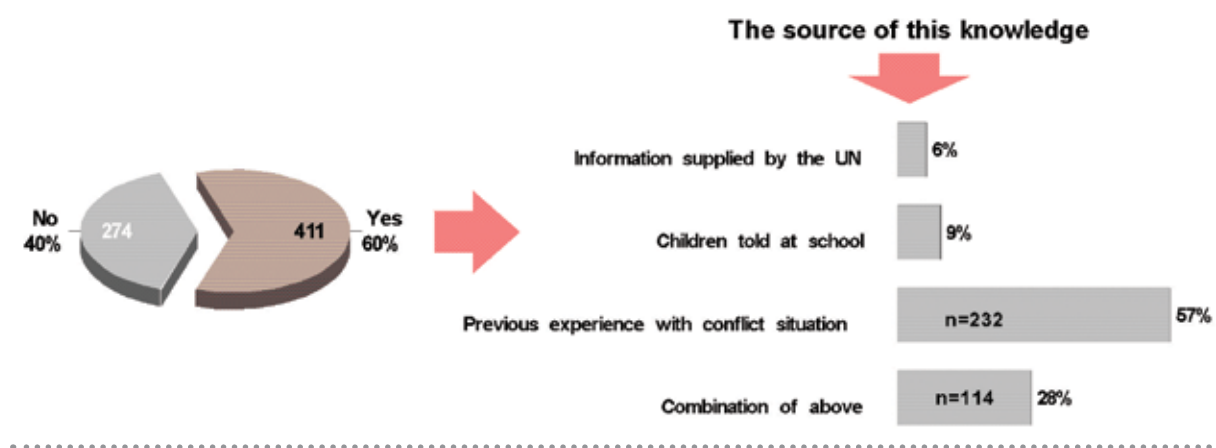 The source of this knowledge
Information supplied by the UN
6%
No
40%
274
411
Yes
60%
Children told at school
9%
Previous experience with conflict situation
n=232
57%
Combination of above
n=114
28%